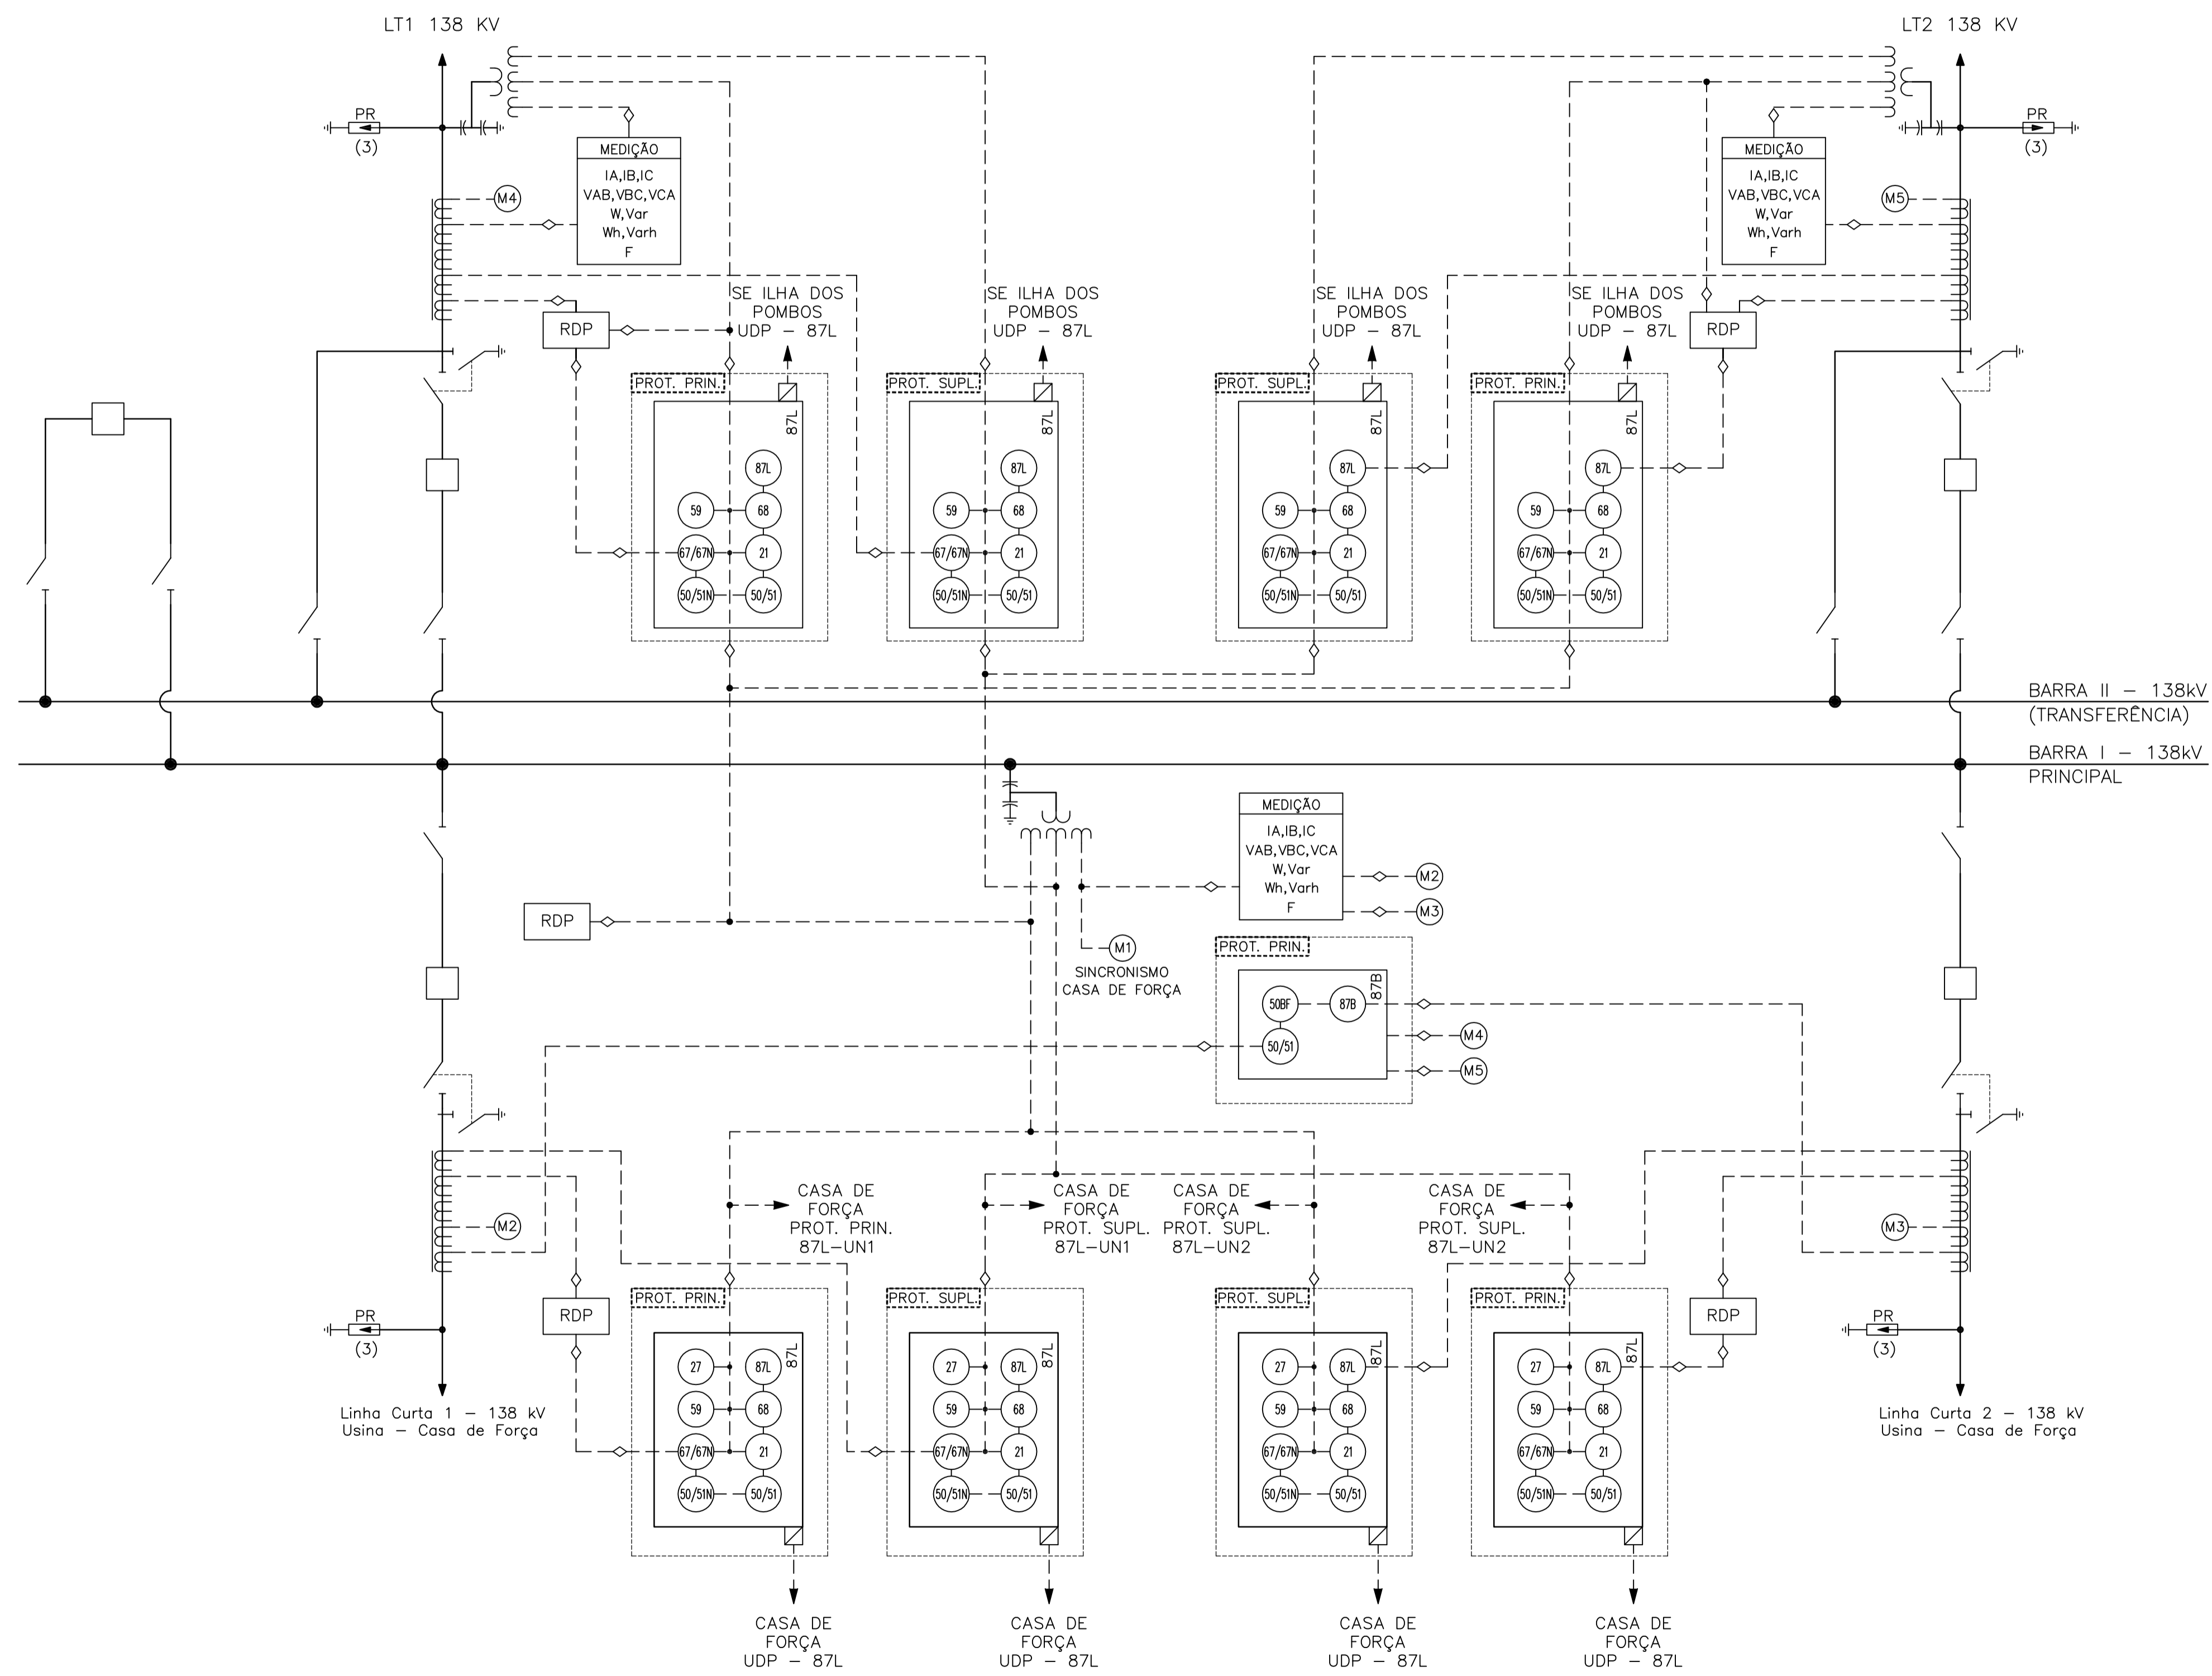 LT1 138 KV
LT2 138 KV
PR
(3)
MEDIÇÃO
IA,IB,IC
VAB,VBC,VCA
W,Var
Wh,Varh
F
M4
MEDIÇÃO
IA,IB,IC
VAB,VBC,VCA
W,Var
Wh,Varh
F
M5
PR
(3)
SE ILHA DOS
POMBOS
UDP - 87L
SE ILHA DOS
POMBOS
UDP - 87L
SE ILHA DOS
POMBOS
UDP - 87L
SE ILHA DOS
POMBOS
UDP - 87L
RDP
RDP
PROT. PRIN.
87L
87L
59
68
67/67N
21
50/51N
50/51
PROT. SUPL.
87L
87L
59
68
67/67N
21
50/51N
50/51
PROT. SUPL.
87L
87L
59
68
67/67N
21
50/51N
50/51
PROT. PRIN.
87L
87L
59
68
67/67N
21
50/51N
50/51
BARRA II - 138kV
(TRANSFERÊNCIA)
BARRA I - 138kV
PRINCIPAL
MEDIÇÃO
IA,IB,IC
VAB,VBC,VCA
W,Var
Wh,Varh
F
M2
M3
RDP
M1
SINCRONISMO
CASA DE FORÇA
PROT. PRIN.
87B
50BF
87B
50/51
M4
M5
CASA DE
FORÇA
PROT. PRIN.
87L-UN1
CASA DE
FORÇA
PROT. SUPL.
87L-UN1
CASA DE
FORÇA
PROT. SUPL.
87L-UN2
CASA DE
FORÇA
PROT. SUPL.
87L-UN2
M2
M3
PR
(3)
RDP
RDP
PR
(3)
PROT. PRIN.
87L
27
87L
59
68
67/67N
21
50/51N
50/51
PROT. SUPL.
87L
27
87L
59
68
67/67N
21
50/51N
50/51
PROT. SUPL.
87L
27
87L
59
68
67/67N
21
50/51N
50/51
PROT. PRIN.
87L
27
87L
59
68
67/67N
21
50/51N
50/51
Linha Curta 1 - 138 kV
Usina - Casa de Força
Linha Curta 2 - 138 kV
Usina - Casa de Força
CASA DE
FORÇA
UDP - 87L
CASA DE
FORÇA
UDP - 87L
CASA DE
FORÇA
UDP - 87L
CASA DE
FORÇA
UDP - 87L